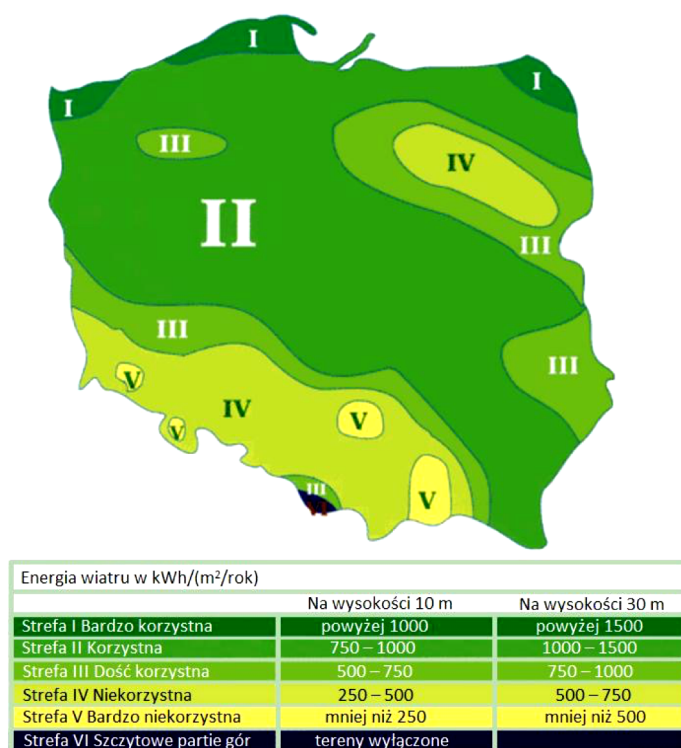 I
I
I
III
IV
II
III
III
III
V
IV
V
V
V
III
VI
Energia wiatru w kWh/(m²/rok)
Na wysokości 10 m Na wysokości 30 m
Strefa I Bardzo korzystna powyżej 1000 powyżej 1500
Strefa II Korzystna 750 – 1000 1000 – 1500
Strefa III Dość korzystna 500 – 750 750 – 1000
Strefa IV Niekorzystna 250 – 500 500 – 750
Strefa V Bardzo niekorzystna mniej niż 250 mniej niż 500
Strefa VI Szczytowe partie gór tereny wyłączone